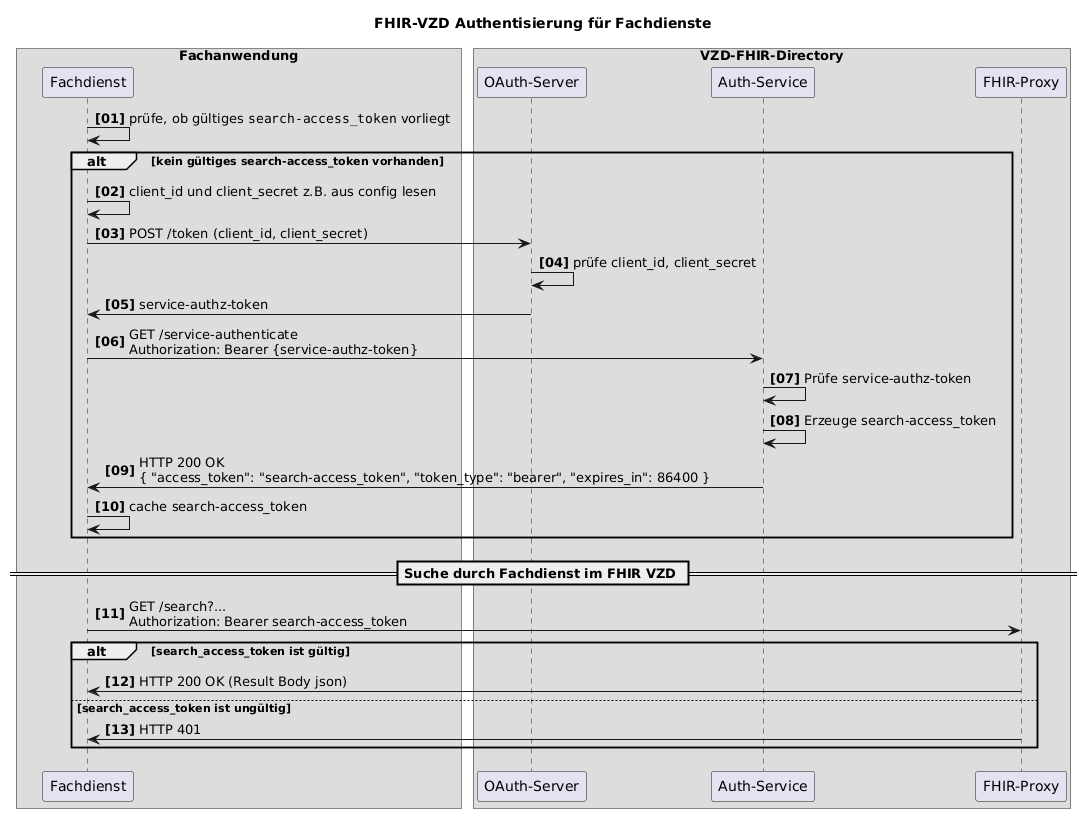 FHIR-VZD Authentisierung für Fachdienste
Fachanwendung
VZD-FHIR-Directory
Fachdienst
OAuth-Server
Auth-Service
FHIR-Proxy
[01] prüfe, ob gültiges search-access_token vorliegt
alt [kein gültiges search-access_token vorhanden]
[02] client_id und client_secret z.B. aus config lesen
[03] POST /token (client_id, client_secret)
[04] prüfe client_id, client_secret
[05] service-authz-token
[06] GET /service-authenticate
Authorization: Bearer {service-authz-token}
[07] Prüfe service-authz-token
[08] Erzeuge search-access_token
[09] HTTP 200 OK
{ "access_token": "search-access_token", "token_type": "bearer", "expires_in": 86400 }
[10] cache search-access_token
Suche durch Fachdienst im FHIR VZD
[11] GET /search?...
Authorization: Bearer search-access_token
alt [search_access_token ist gültig]
[12] HTTP 200 OK (Result Body json)
[search_access_token ist ungültig]
[13] HTTP 401
Fachdienst
OAuth-Server
Auth-Service
FHIR-Proxy